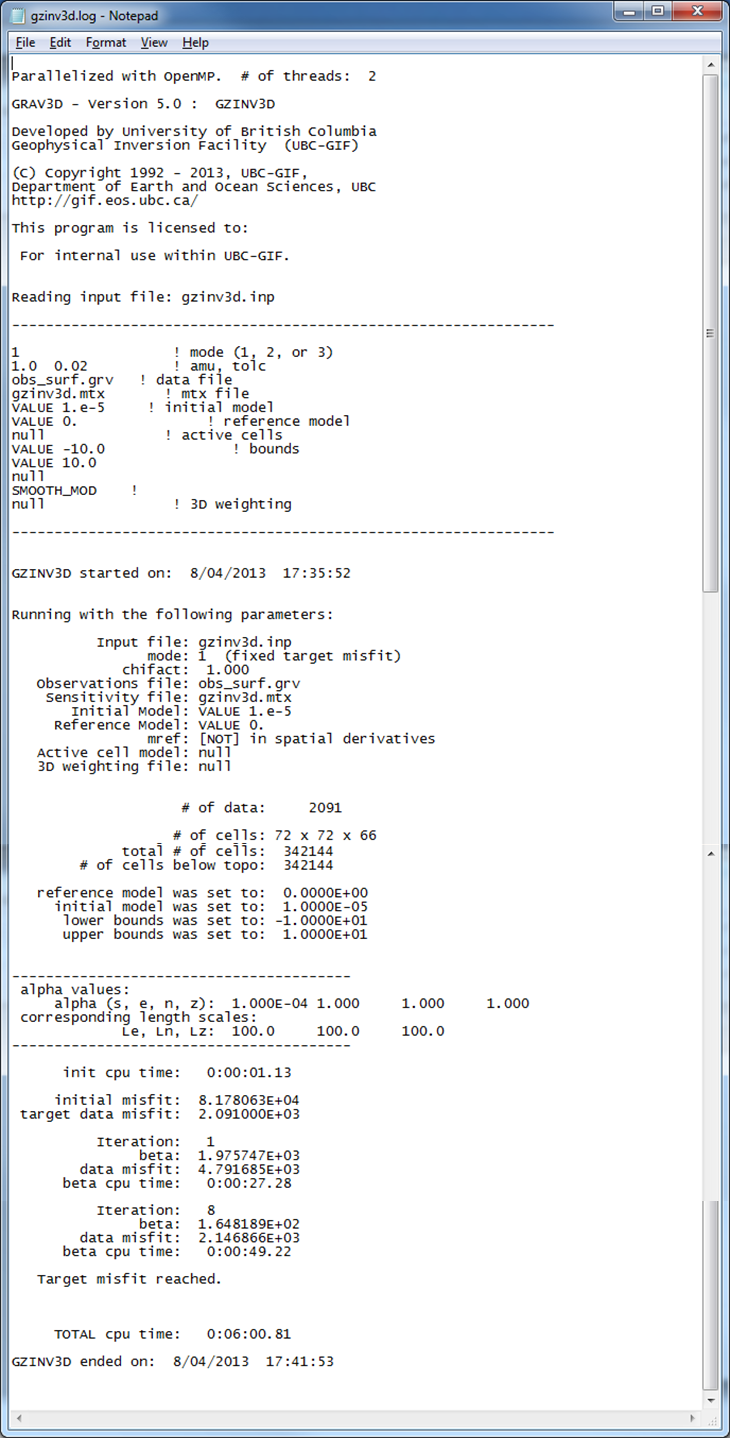 gzinv3d.log - Notepad
File Edit Format View Help
Parallelized with OpenMP.  # of threads:  2
GRAV3D - Version 5.0 :  GZINV3D
Developed by University of British Columbia
Geophysical Inversion Facility  (UBC-GIF)
(C) Copyright 1992 - 2013, UBC-GIF,
Department of Earth and Ocean Sciences, UBC
http://gif.eos.ubc.ca/
This program is licensed to:
For internal use within UBC-GIF.
Reading input file: gzinv3d.inp
----------------------------------------------------------------
1                  ! mode (1, 2, or 3)
1.0  0.02          ! amu, tolc
obs_surf.grv   ! data file
gzinv3d.mtx       ! mtx file
VALUE 1.e-5     ! initial model
VALUE 0.               ! reference model
null              ! active cells
VALUE -10.0               ! bounds
VALUE 10.0
null
SMOOTH_MOD    !
null               ! 3D weighting
----------------------------------------------------------------
GZINV3D started on:  8/04/2013  17:35:52
Running with the following parameters:
Input file: gzinv3d.inp
mode: 1  (fixed target misfit)
chifact:  1.000
Observations file: obs_surf.grv
Sensitivity file: gzinv3d.mtx
Initial Model: VALUE 1.e-5
Reference Model: VALUE 0.
mref: [NOT] in spatial derivatives
Active cell model: null
3D weighting file: null
# of data:     2091
# of cells: 72 x 72 x 66
total # of cells:  342144
# of cells below topo:  342144
reference model was set to:  0.0000E+00
initial model was set to:  1.0000E-05
lower bounds was set to: -1.0000E+01
upper bounds was set to:  1.0000E+01
----------------------------------------
alpha values:
alpha (s, e, n, z):  1.000E-04 1.000     1.000     1.000
corresponding length scales:
Le, Ln, Lz:  100.0     100.0     100.0
----------------------------------------
init cpu time:   0:00:01.13
initial misfit:  8.178063E+04
target data misfit:  2.091000E+03
Iteration:   1
beta:  1.975747E+03
data misfit:  4.791685E+03
beta cpu time:   0:00:27.28
Iteration:   8
beta:  1.648189E+02
data misfit:  2.146866E+03
beta cpu time:   0:00:49.22
Target misfit reached.
TOTAL cpu time:   0:06:00.81
GZINV3D ended on:  8/04/2013  17:41:53